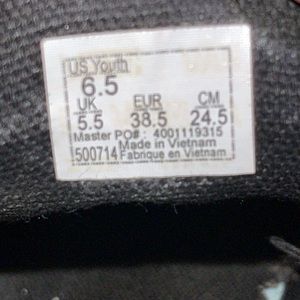 US Youth
6.5
UK EUR CM
5.5 38.5 24.5
Master PO# : 4001119315
Made in Vietnam
500714 Fabrique en Vietnam